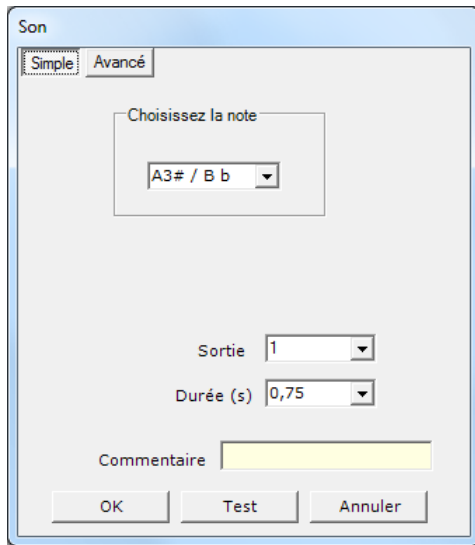 Son
Simple Avancé
Choisissez la note
A3# / B b
Sortie 1
Durée (s) 0,75
Commentaire
OK Test Annuler